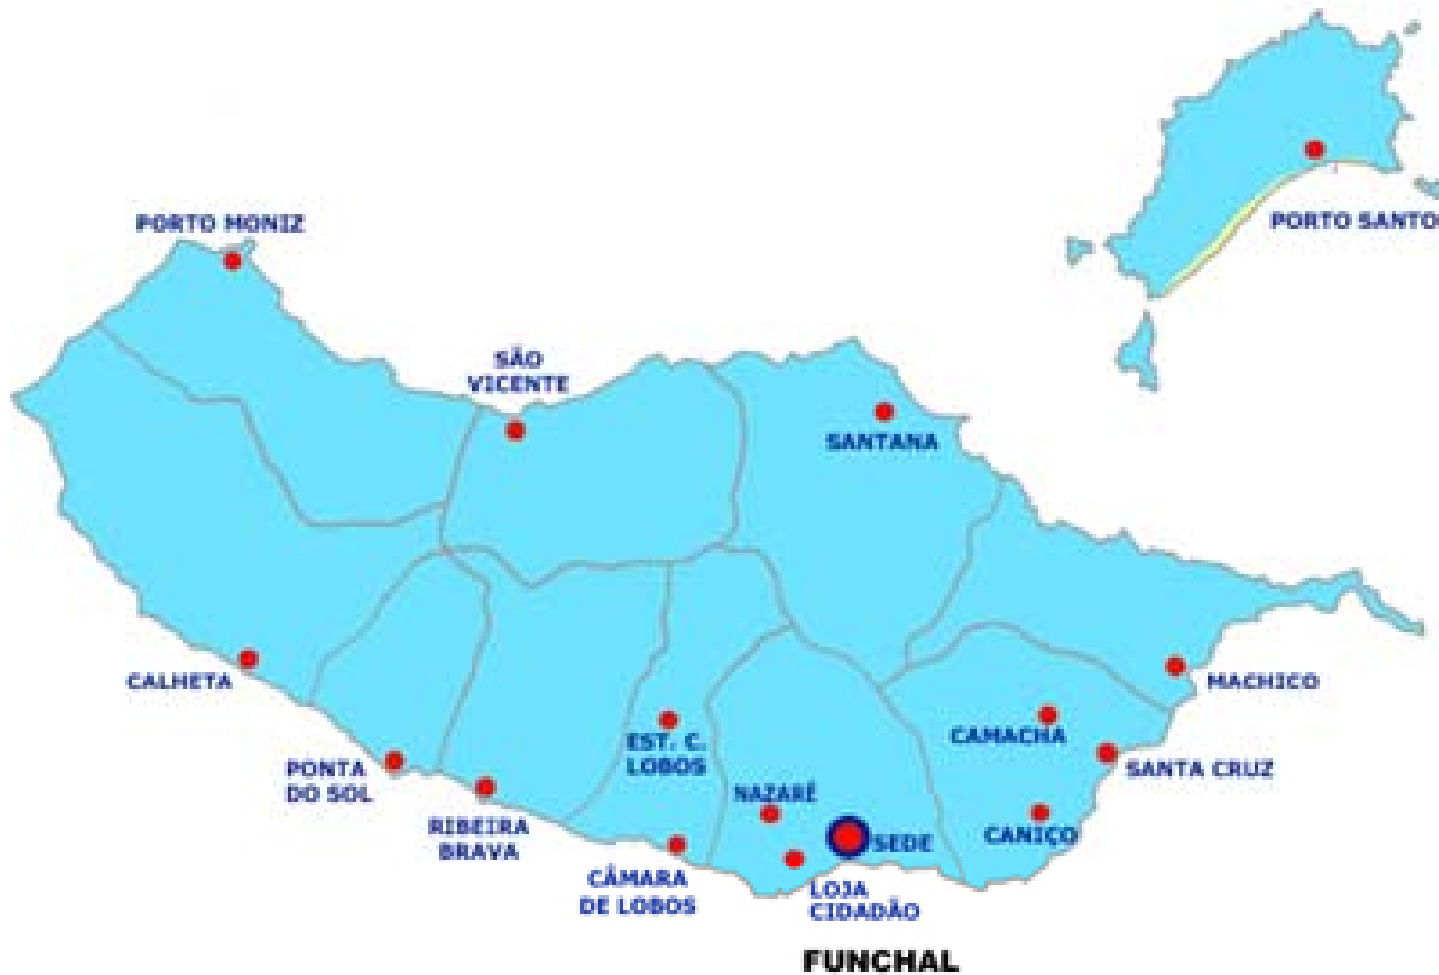 PORTO MONIZ
PORTO SANTO
SÃO
VICENTE
SANTANA
CALHETA
MACHICO
CAMACHA
EST. C.
LOBOS
SANTA CRUZ
PONTA
DO SOL
NAZARÉ
RIBEIRA
BRAVA
CANIÇO
SEDE
CÂMARA
DE LOBOS
LOJA
CIDADÃO
FUNCHAL